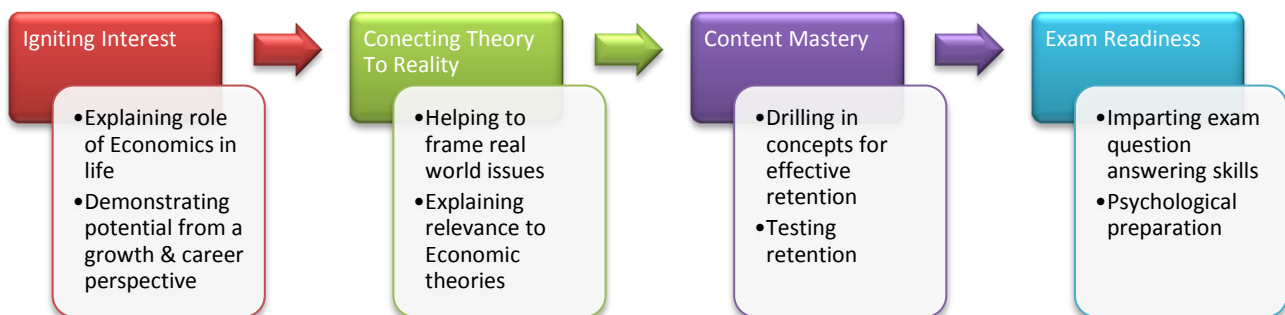 Igniting Interest
•Explaining role
of Economics in
life
•Demonstrating
potential from a
growth & career
perspective
Conecting Theory
To Reality
•Helping to
frame real
world issues
•Explaining
relevance to
Economic
theories
Content Mastery
•Drilling in
concepts for
effective
retention
•Testing
retention
Exam Readiness
•Imparting exam
question
answering skills
•Psychological
preparation